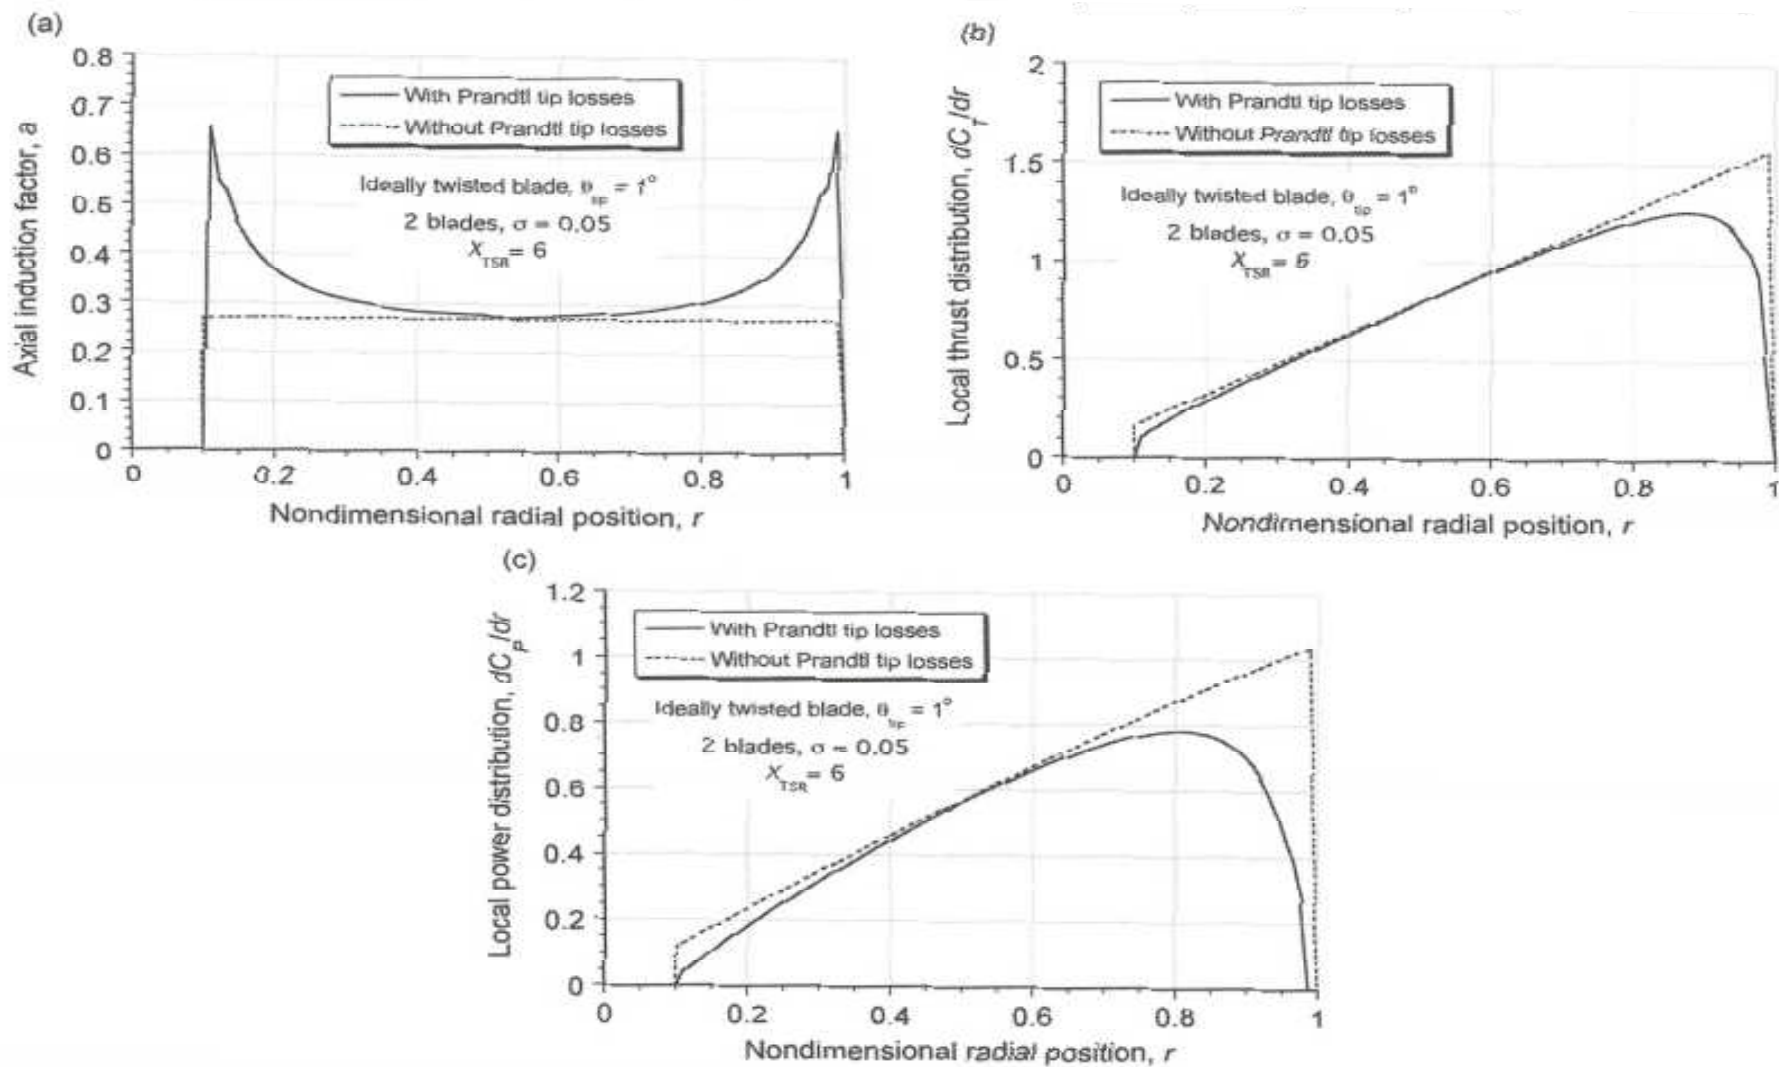 (a)
0.8
0.7
0.6
0.5
0.4
0.3
0.2
0.1
0
Axial induction factor, a
With Prandtl tip losses
Without Prandtl tip losses
Ideally twisted blade, θtip = 1°
2 blades, σ = 0.05
XTSR = 6
0 0.2 0.4 0.6 0.8 1
Nondimensional radial position, r
(b)
2
1.5
1
0.5
0
Local thrust distribution, dCT/dr
With Prandtl tip losses
Without Prandtl tip losses
Ideally twisted blade, θtip = 1°
2 blades, σ = 0.05
XTSR = 6
0 0.2 0.4 0.6 0.8 1
Nondimensional radial position, r
(c)
1.2
1
0.8
0.6
0.4
0.2
0
Local power distribution, dCP/dr
With Prandtl tip losses
Without Prandtl tip losses
Ideally twisted blade, θtip = 1°
2 blades, σ = 0.05
XTSR = 6
0 0.2 0.4 0.6 0.8 1
Nondimensional radial position, r